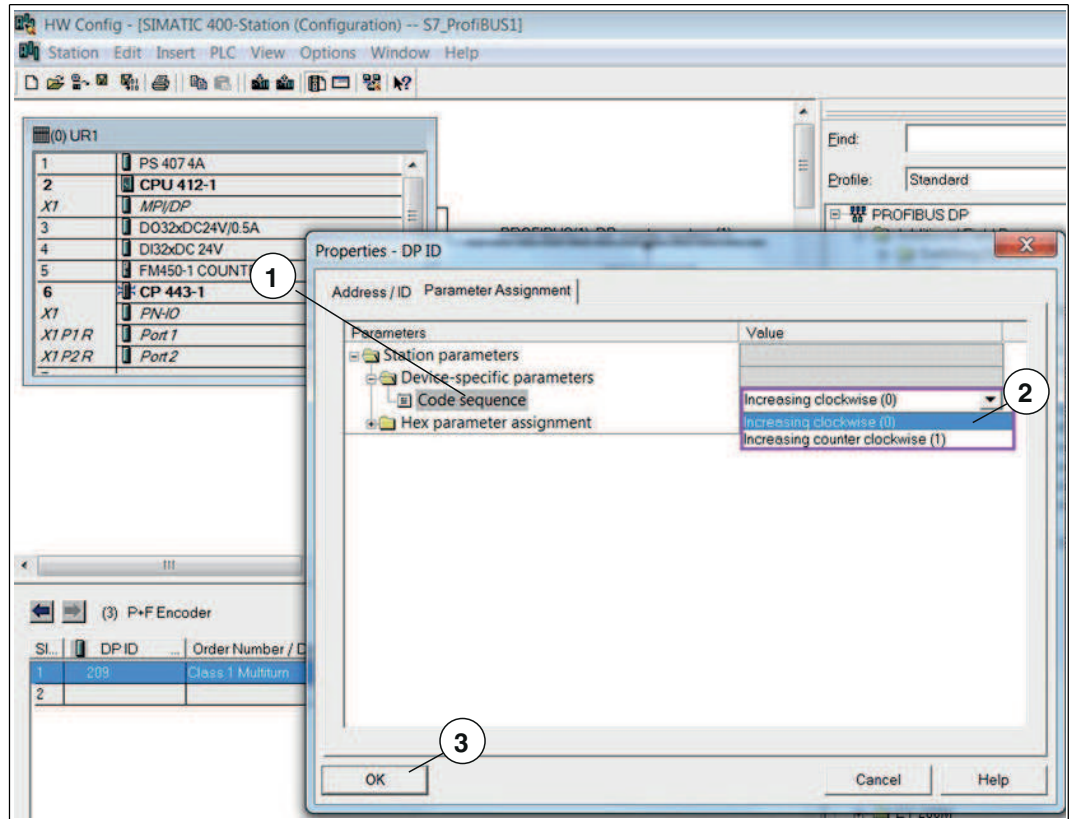 HW Config - [SIMATIC 400-Station (Configuration) -- S7_ProfiBUS1]
Station Edit Insert PLC View Options Window Help
(0) UR1
1 PS 407 4A
2 CPU 412-1
X1 MPI/DP
3 DO32xDC24V/0.5A
4 DI32xDC 24V
5 FM450-1 COUNT
6 CP 443-1
X1 PN-IO
X1 P1 R Port 1
X1 P2 R Port 2
Find:
Profile: Standard
PROFIBUS DP
Properties - DP ID
Address / ID Parameter Assignment
Parameters Value
Station parameters
Device-specific parameters
Code sequence Increasing clockwise (0)
Increasing clockwise (0)
Hex parameter assignment
Increasing counter clockwise (1)
1
2
3
OK Cancel Help
(3) P+F Encoder
Sl... DP ID ... Order Number / D
1 209 Class 1 Multiturn
2